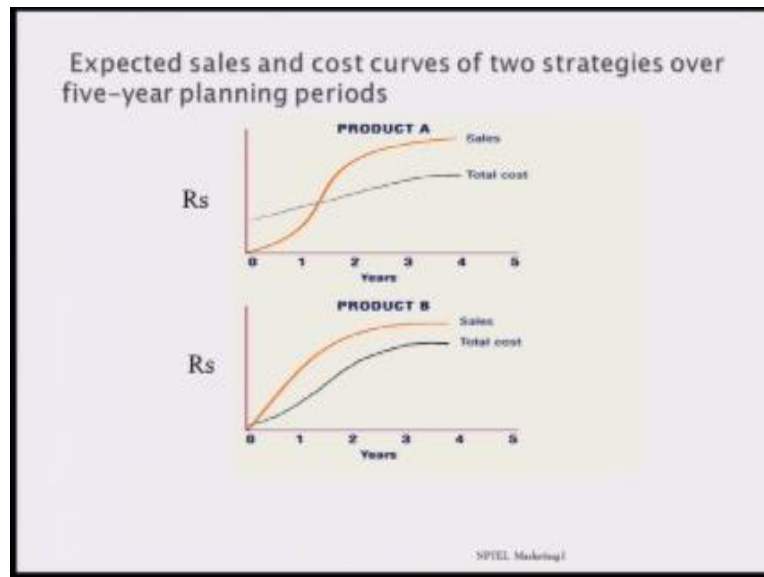 Expected sales and cost curves of two strategies over
five-year planning periods
PRODUCT A
Sales
Total cost
Rs
0 1 2 3 4 5
Years
PRODUCT B
Sales
Total cost
Rs
0 1 2 3 4 5
Years
NPTEL Marketing1